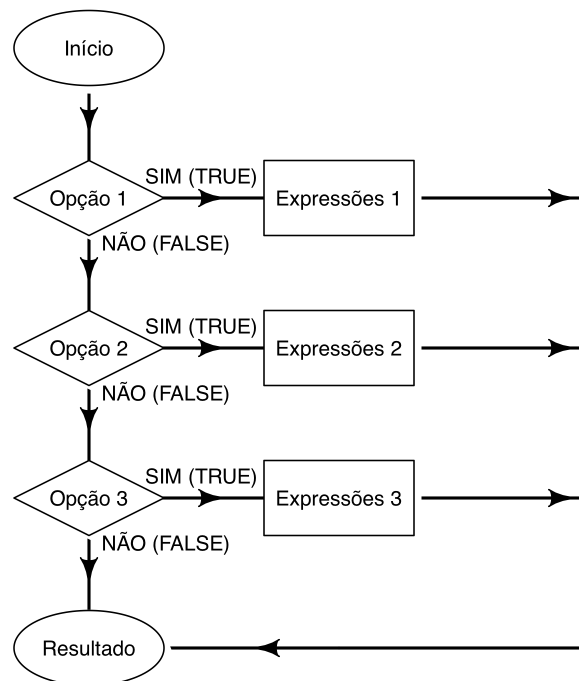 Início
SIM (TRUE)
Opção 1
Expressões 1
NÃO (FALSE)
SIM (TRUE)
Opção 2
Expressões 2
NÃO (FALSE)
SIM (TRUE)
Opção 3
Expressões 3
NÃO (FALSE)
Resultado